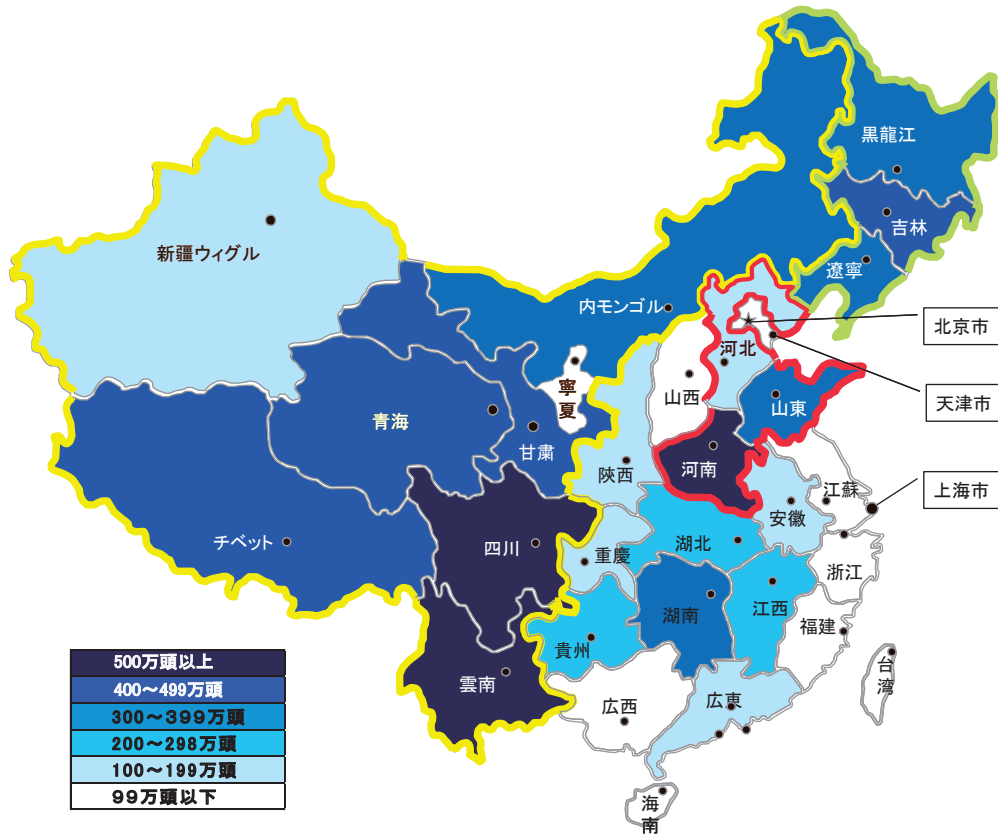 黒龍江
吉林
遼寧
新疆ウィグル
内モンゴル
北京市
河北
寧夏
山西
天津市
山東
青海
甘粛
河南
陝西
上海市
江蘇
安徽
チベット
四川
重慶
湖北
浙江
江西
湖南
福建
貴州
台湾
雲南
広西
広東
海南
500万頭以上
400～499万頭
300～399万頭
200～298万頭
100～199万頭
99万頭以下